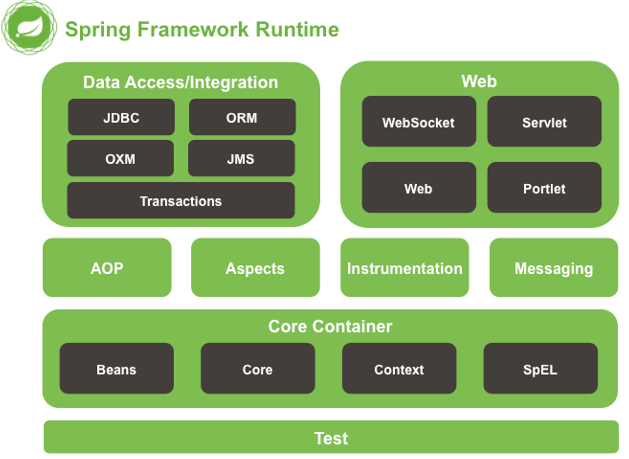 Spring Framework Runtime
Data Access/Integration
JDBC
ORM
OXM
JMS
Transactions
Web
WebSocket
Servlet
Web
Portlet
AOP
Aspects
Instrumentation
Messaging
Core Container
Beans
Core
Context
SpEL
Test